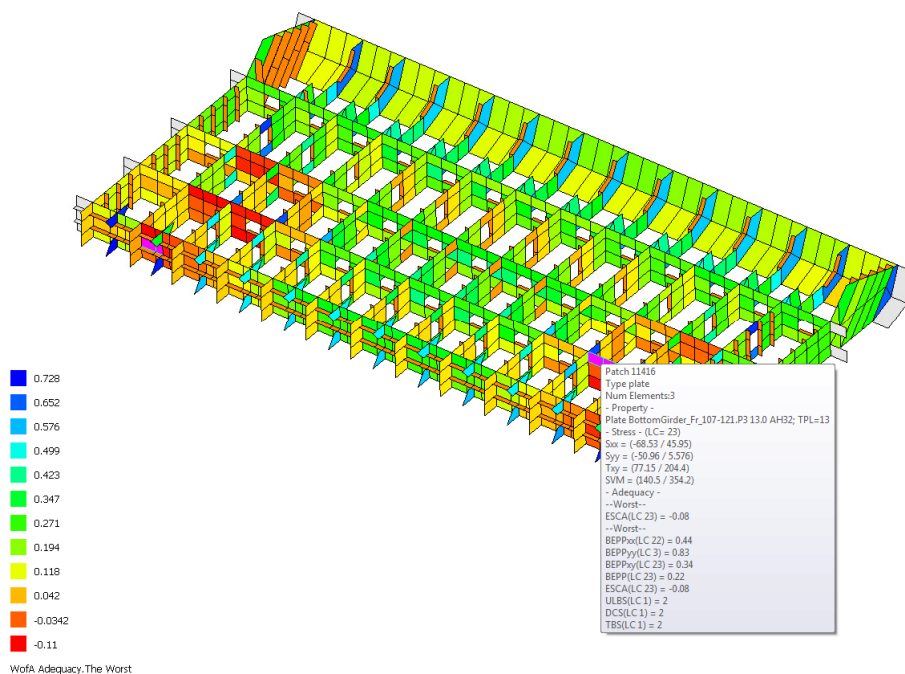 Patch 11416
Type plate
Num Elements:3
- Property -
Plate BottomGirder_Fr_107-121.P3 13.0 AH32; TPL=13
- Stress - (LC= 23)
Sxx = (-68.53 / 45.95)
Syy = (-50.96 / 5.576)
Txy = (77.15 / 204.4)
SVM = (140.5 / 354.2)
- Adequacy -
--Worst--
ESCA(LC 23) = -0.08
--Worst--
BEPPxx(LC 22) = 0.44
BEPPyy(LC 3) = 0.83
BEPPxy(LC 23) = 0.34
BEPP(LC 23) = 0.22
ESCA(LC 23) = -0.08
ULBS(LC 1) = 2
DCS(LC 1) = 2
TBS(LC 1) = 2
0.728
0.652
0.576
0.499
0.423
0.347
0.271
0.194
0.118
0.042
-0.0342
-0.11
WofA Adequacy.The Worst